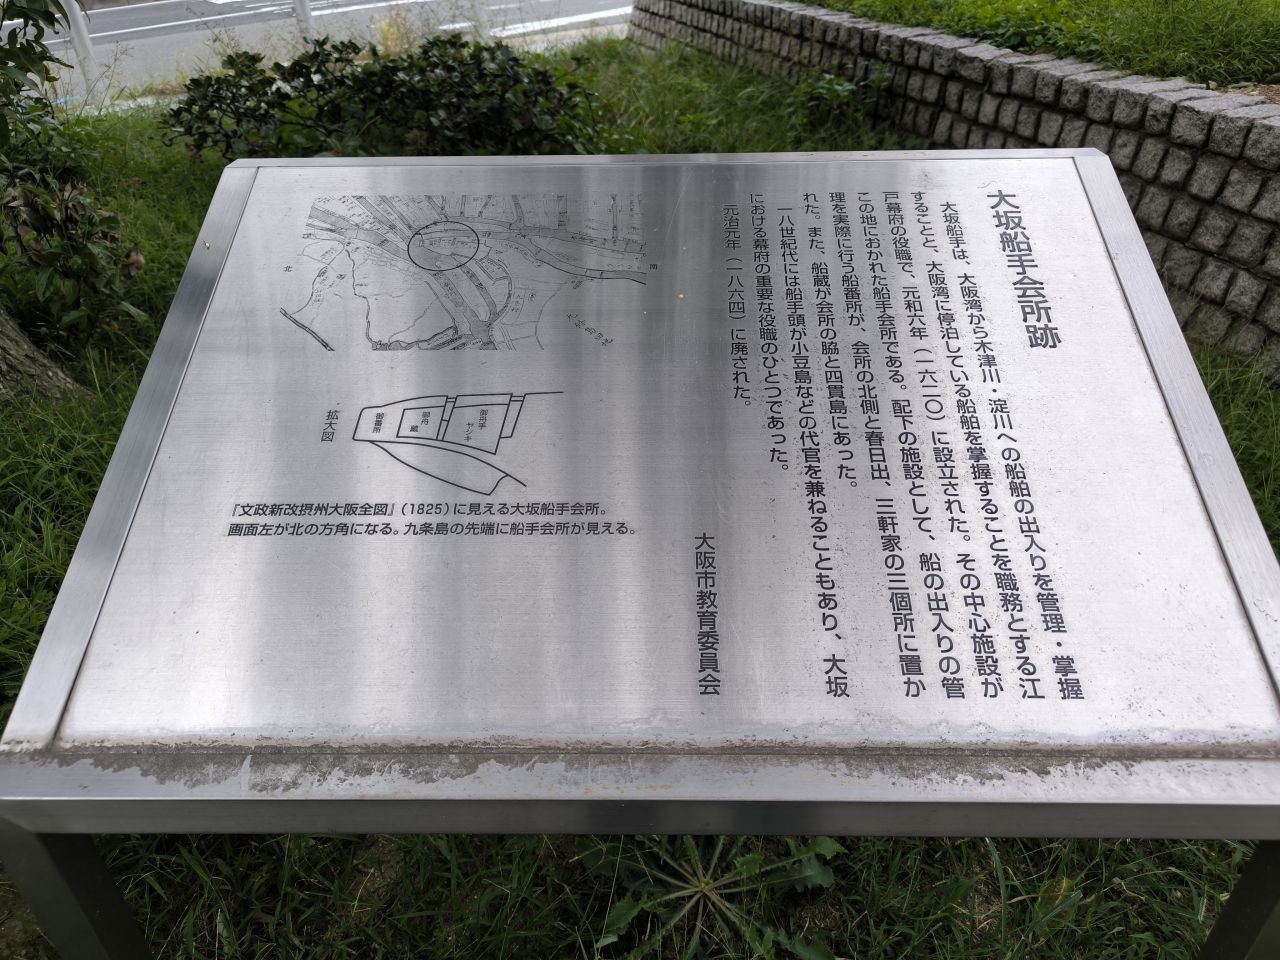 大坂船手会所跡
大坂船手は、大阪湾から木津川・淀川への船舶の出入りを管理・掌握
することと、大阪湾に停泊している船舶を掌握することを職務とする江
戸幕府の役職で、元和六年（一六二〇）に設立された。その中心施設が
この地におかれた船手会所である。配下の施設として、船の出入りの管
理を実際に行う船番所が、会所の北側と春日出、三軒家の三個所に置か
れた。また、船蔵が会所の脇と四貫島にあった。
一八世紀代には船手頭が小豆島などの代官を兼ねることもあり、大坂
における幕府の重要な役職のひとつであった。
元治元年（一八六四）に廃された。
大阪市教育委員会
北
南
拡大図
御番所
御舟蔵
御舟手
ヤシキ
『文政新改摂州大阪全図』（1825）に見える大坂船手会所。
画面左が北の方角になる。九条島の先端に船手会所が見える。